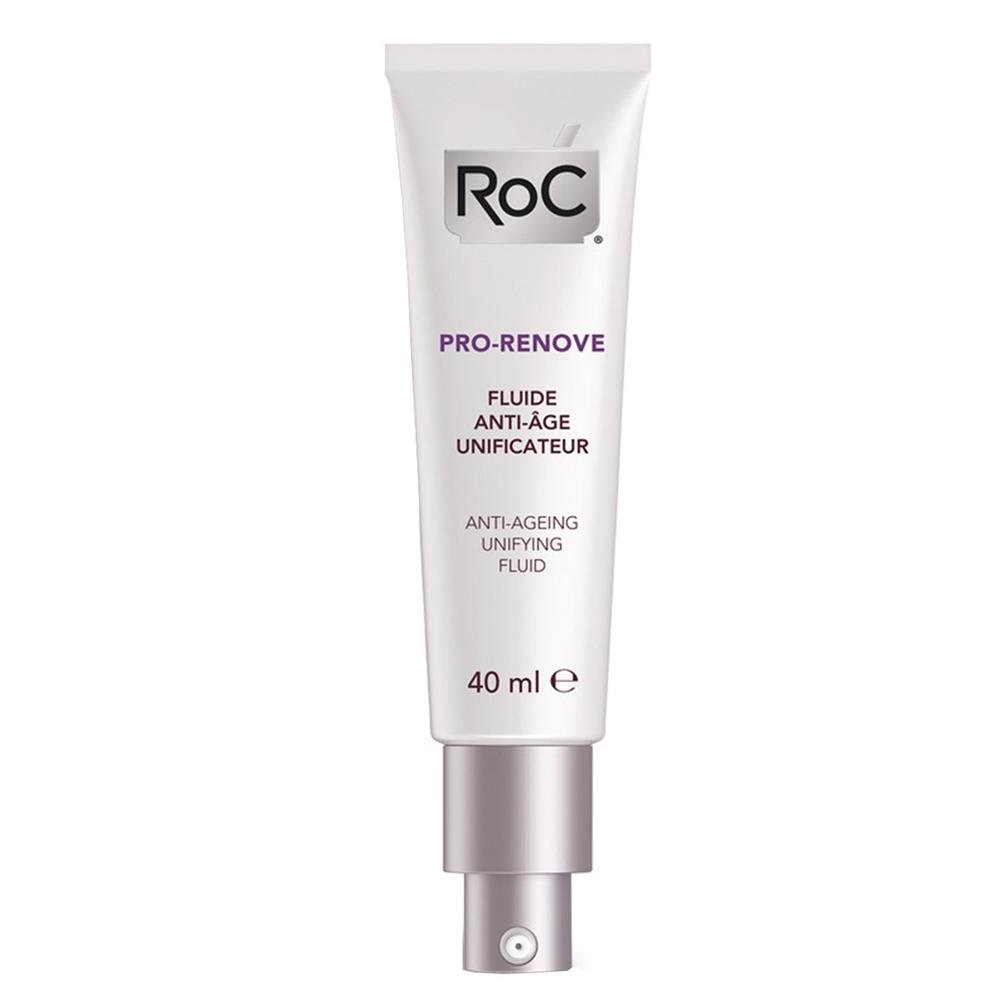 RoC
®
PRO-RENOVE
FLUIDE
ANTI-ÂGE
UNIFICATEUR
ANTI-AGEING
UNIFYING
FLUID
40 ml ℮